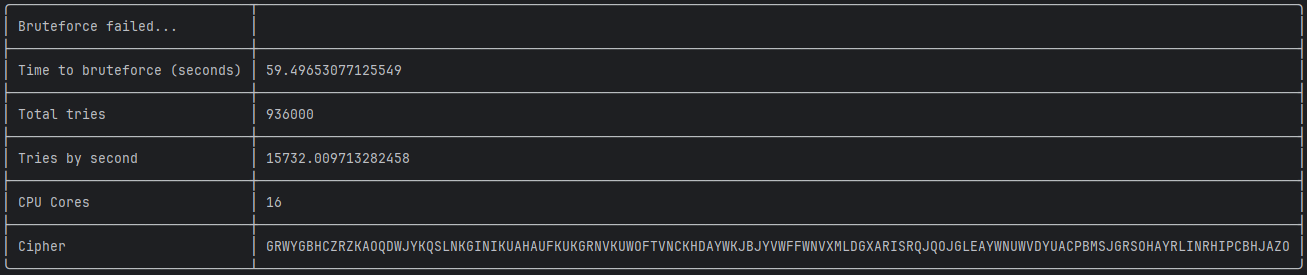 Bruteforce failed...
Time to bruteforce (seconds) 59.49653077125549
Total tries 936000
Tries by second 15732.009713282458
CPU Cores 16
Cipher GRWYGBHCZRZKAOQDWJYKQSLNKGINIKUAHAUFKUKGRNVKUWOFTVNCKHDAYWKJBJYVWFFWNVXMLDGXARISRQJQOJGLEAYWNUWVDYUACPBMSJGRSOHAYRLINRHIPCBHJAZO